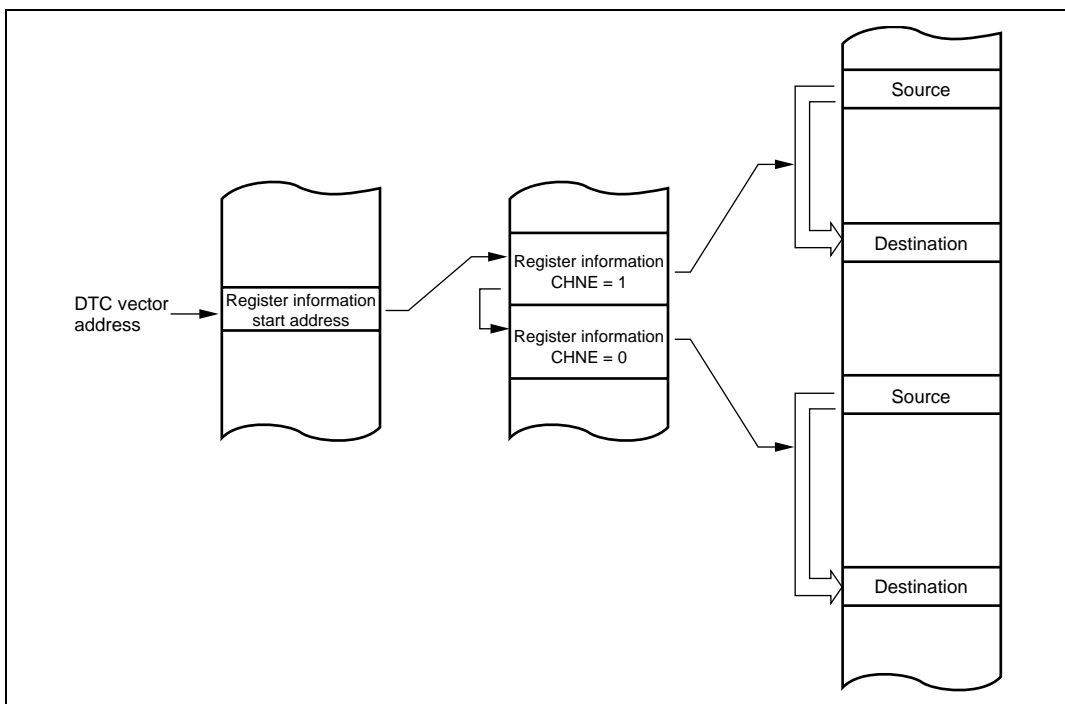 DTC vector
address
Register information
start address
Register information
CHNE = 1
Register information
CHNE = 0
Source
Destination
Source
Destination